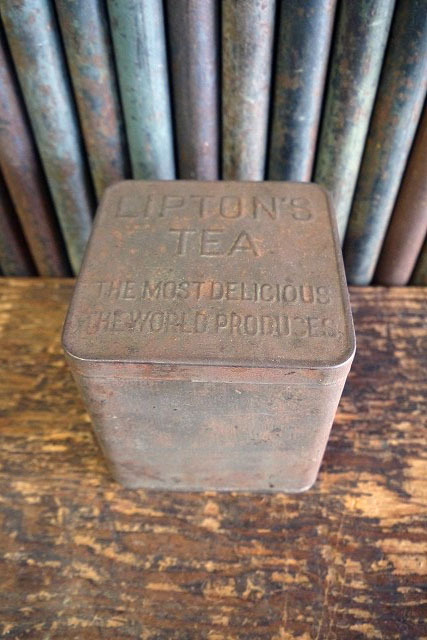 LIPTON'S
TEA
THE MOST DELICIOUS
THE WORLD PRODUCES.